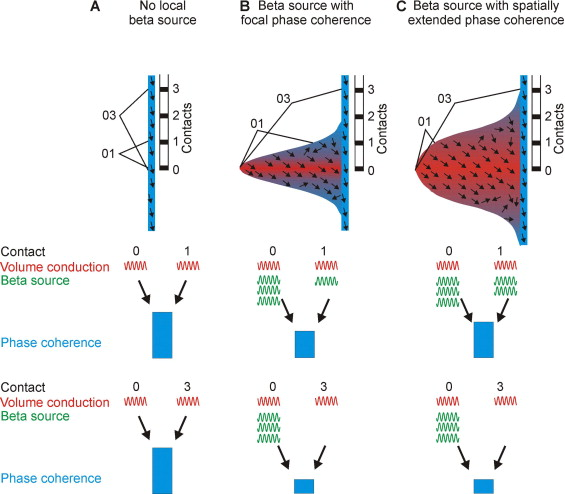 A No local
beta source
B Beta source with
focal phase coherence
C Beta source with spatially
extended phase coherence
03
01
3
2
1
0
Contacts
03
01
3
2
1
0
Contacts
03
01
3
2
1
0
Contacts
Contact 0 1 0 1 0 1
Volume conduction
Beta source
Phase coherence
Contact 0 3 0 3 0 3
Volume conduction
Beta source
Phase coherence